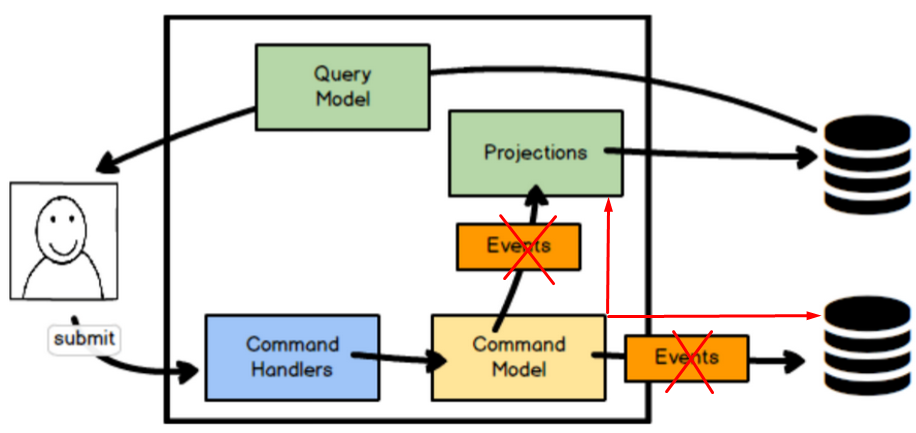 Query
Model
Projections
Events
submit
Command
Handlers
Command
Model
Events